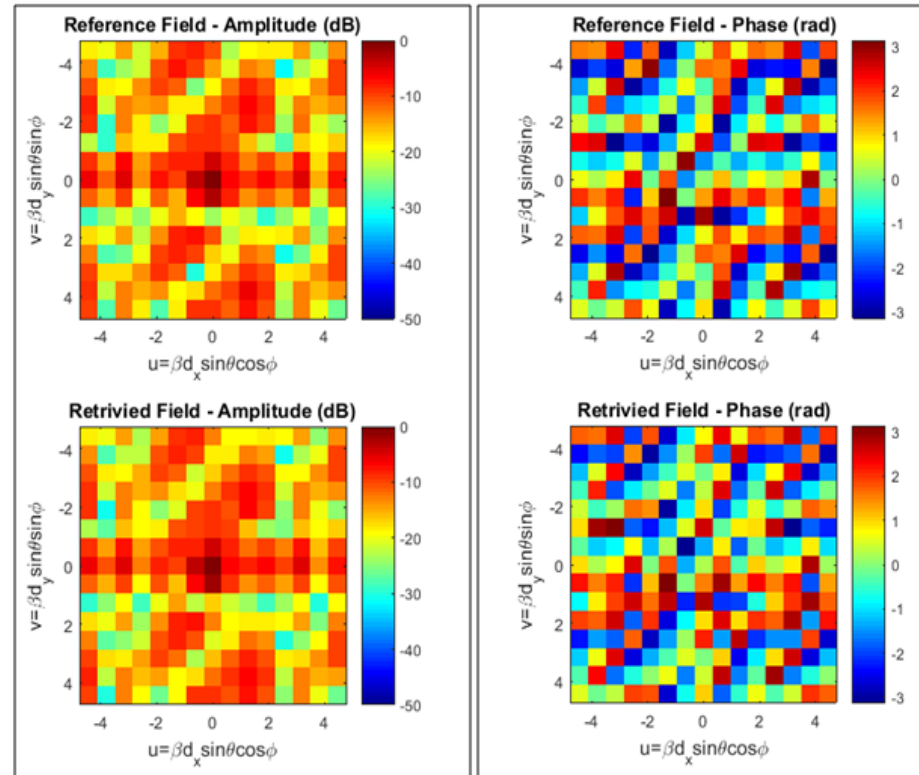 Reference Field - Amplitude (dB)
-4
-2
0
2
4
v=βd_y sinθsinϕ
-4 -2 0 2 4
u=βd_x sinθcosϕ
0
-10
-20
-30
-40
-50
Reference Field - Phase (rad)
-4
-2
0
2
4
v=βd_y sinθsinϕ
-4 -2 0 2 4
u=βd_x sinθcosϕ
3
2
1
0
-1
-2
-3
Retrivied Field - Amplitude (dB)
-4
-2
0
2
4
v=βd_y sinθsinϕ
-4 -2 0 2 4
u=βd_x sinθcosϕ
0
-10
-20
-30
-40
-50
Retrivied Field - Phase (rad)
-4
-2
0
2
4
v=βd_y sinθsinϕ
-4 -2 0 2 4
u=βd_x sinθcosϕ
3
2
1
0
-1
-2
-3